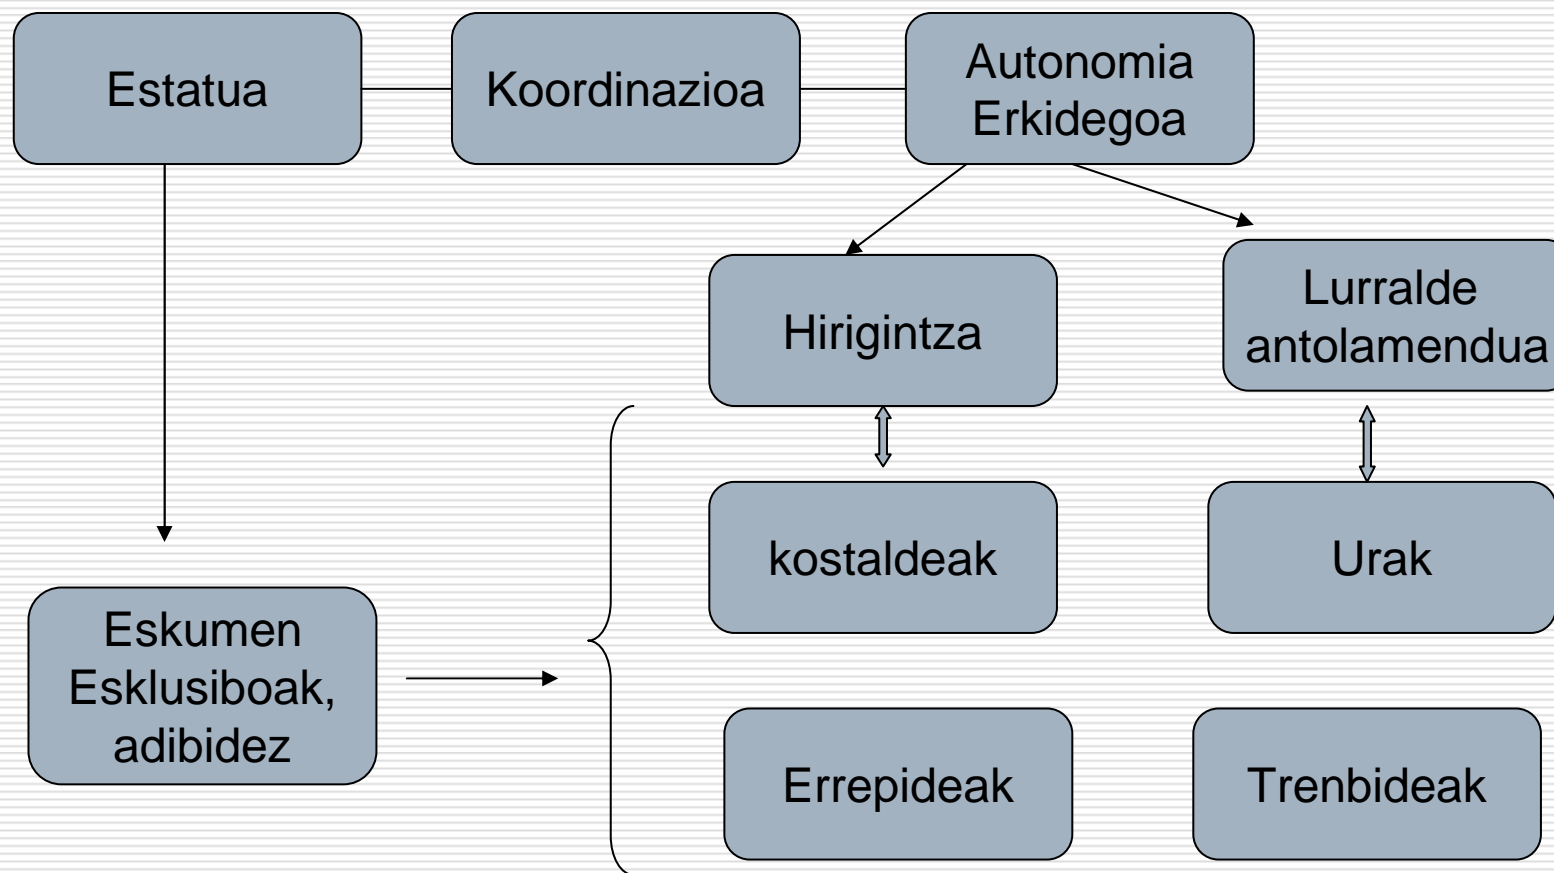 Estatua
Koordinazioa
Autonomia
Erkidegoa
Hirigintza
Lurralde
antolamendua
kostaldeak
Urak
Eskumen
Esklusiboak,
adibidez
Errepideak
Trenbideak